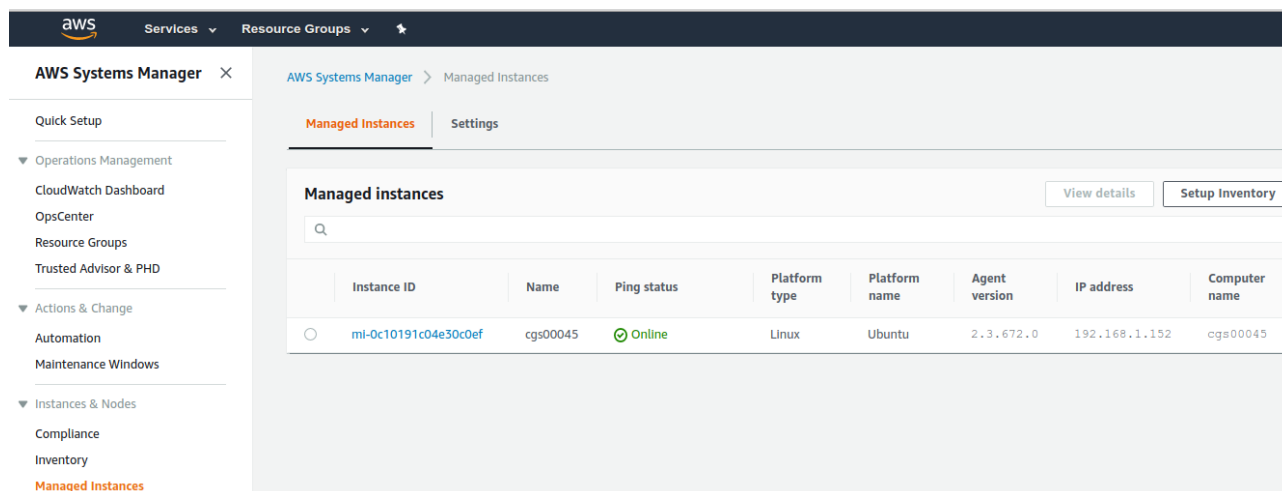 aws Services Resource Groups
AWS Systems Manager
Quick Setup
Operations Management
CloudWatch Dashboard
OpsCenter
Resource Groups
Trusted Advisor & PHD
Actions & Change
Automation
Maintenance Windows
Instances & Nodes
Compliance
Inventory
Managed Instances
AWS Systems Manager > Managed Instances
Managed Instances Settings
Managed instances View details Setup Inventory
Instance ID Name Ping status Platform type Platform name Agent version IP address Computer name
mi-0c10191c04e30c0ef cgs00045 Online Linux Ubuntu 2.3.672.0 192.168.1.152 cgs00045